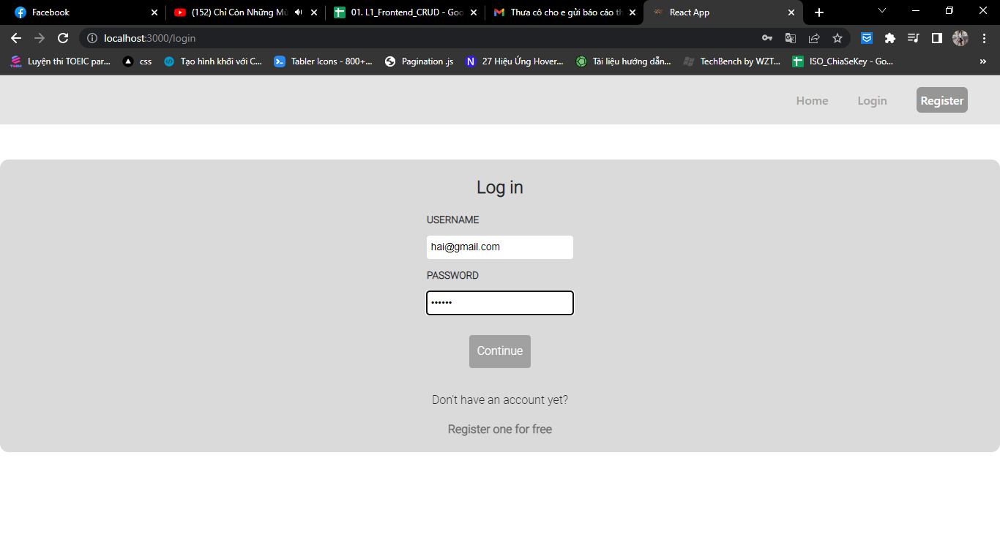 Facebook
(152) Chỉ Còn Những Mù
01. L1_Frontend_CRUD - Goo
Thưa cô cho e gửi báo cáo th
React App
localhost:3000/login
Luyện thi TOEIC par...
css
Tạo hình khối với C...
Tabler Icons - 800+...
Pagination .js
N
27 Hiệu Ứng Hover...
Tài liệu hướng dẫn...
TechBench by WZT...
ISO_ChiaSeKey - Go...
Home
Login
Register
Log in
USERNAME
hai@gmail.com
PASSWORD
••••••
Continue
Don't have an account yet?
Register one for free